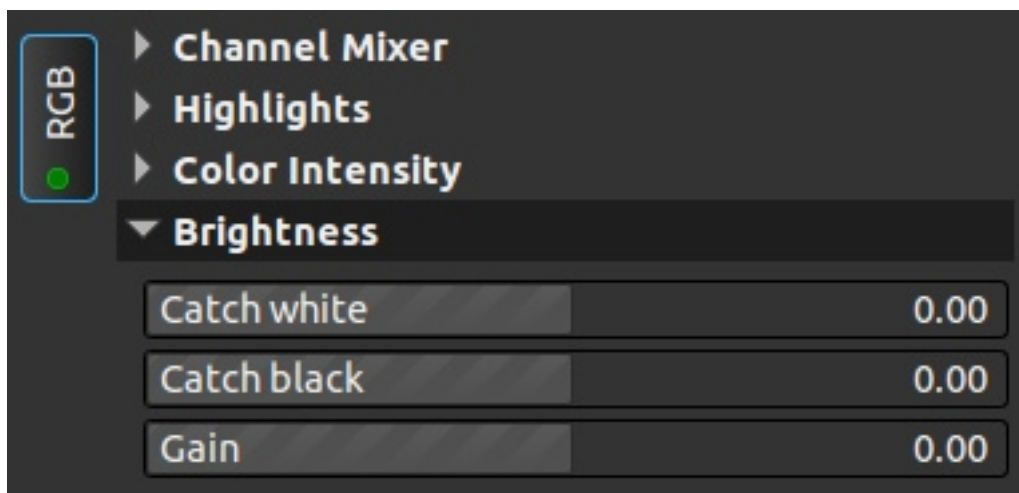 RGB
Channel Mixer
Highlights
Color Intensity
Brightness
Catch white 0.00
Catch black 0.00
Gain 0.00